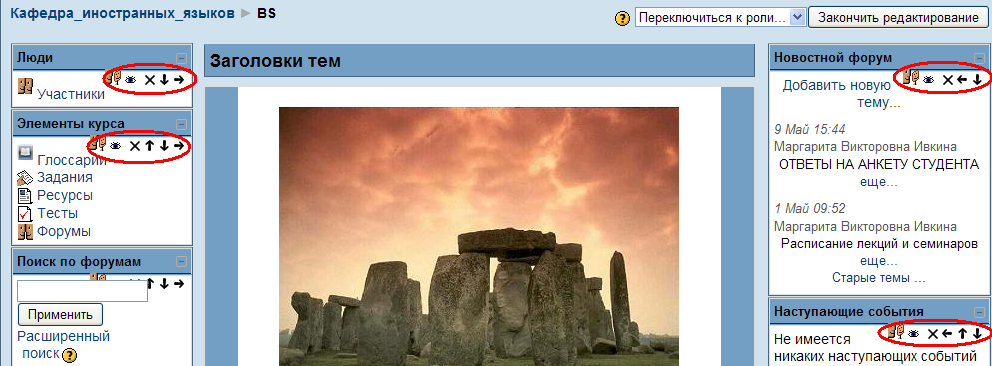 Кафедра_иностранных_языков ► BS
Переключиться к роли...
Закончить редактирование
Люди
Участники
Элементы курса
Глоссарии
Задания
Ресурсы
Тесты
Форумы
Поиск по форумам
Применить
Расширенный
поиск
Заголовки тем
Новостной форум
Добавить новую
тему...
9 Май 15:44
Маргарита Викторовна Ивкина
ОТВЕТЫ НА АНКЕТУ СТУДЕНТА
еще...
1 Май 09:52
Маргарита Викторовна Ивкина
Расписание лекций и семинаров
еще...
Старые темы ...
Наступающие события
Не имеется
никаких наступающих событий